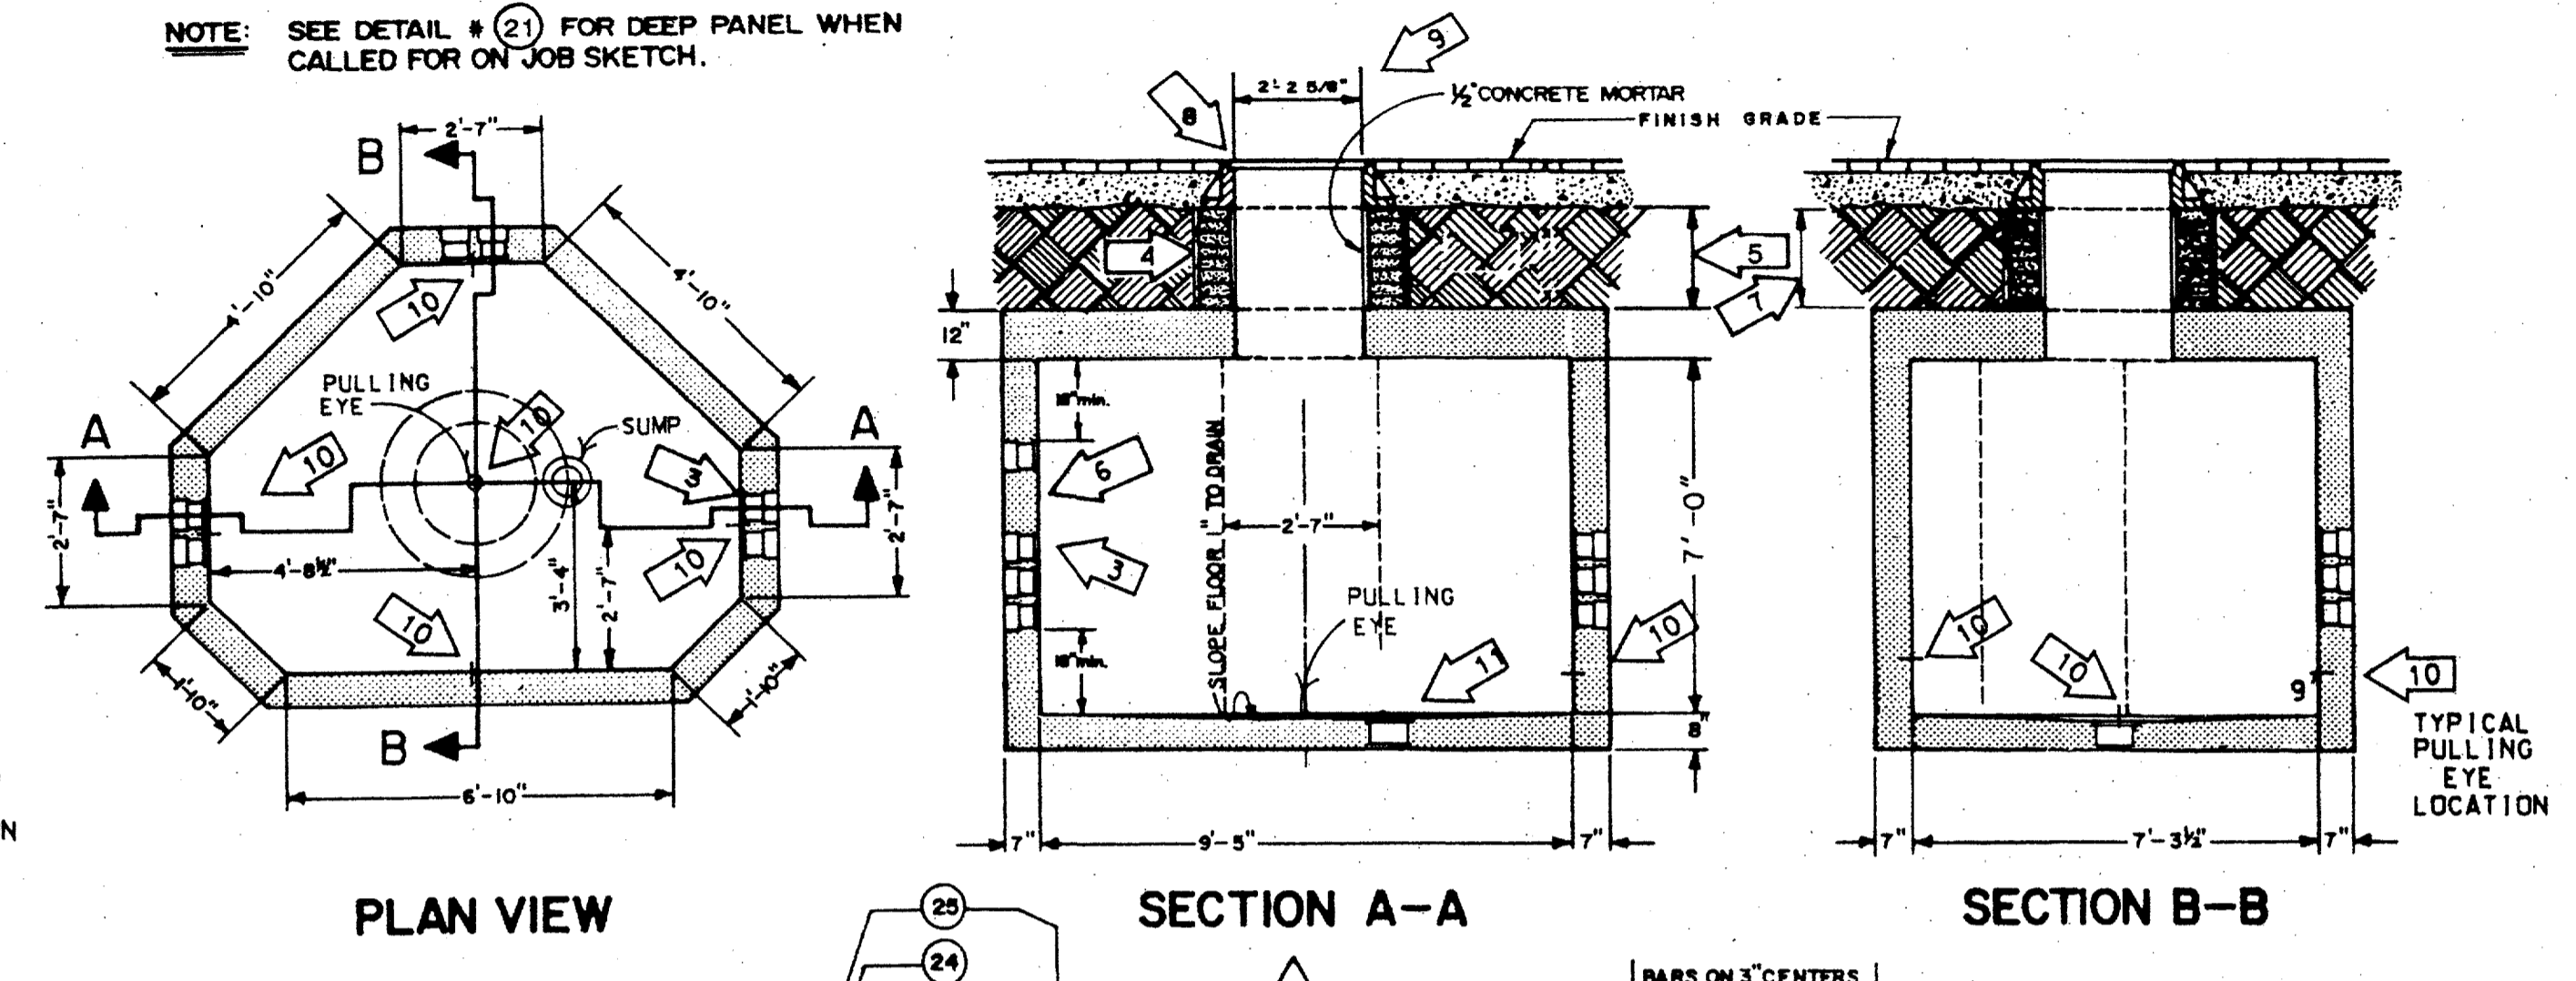 NOTE: SEE DETAIL # 21 FOR DEEP PANEL WHEN
CALLED FOR ON JOB SKETCH.
B
2'-7"
4'-10"
10
PULLING
EYE
10
SUMP
A
10
3
A
2'-7"
4'-8½"
3'-4"
2'-7"
10
2'-7"
10
1'-10"
1'-10"
B
6'-10"
N
PLAN VIEW
9
8
2'-2 5/8"
½" CONCRETE MORTAR
FINISH GRADE
4
5
7
12"
18" min.
6
SLOPE FLOOR 1" TO DRAIN
2'-7"
7'-0"
3
PULLING
EYE
10
18" min.
11
8"
7"
9'-5"
7"
SECTION A-A
10
10
9"
10
TYPICAL
PULLING
EYE
LOCATION
7"
7'-3½"
7"
SECTION B-B
25
24
BARS ON 3" CENTERS